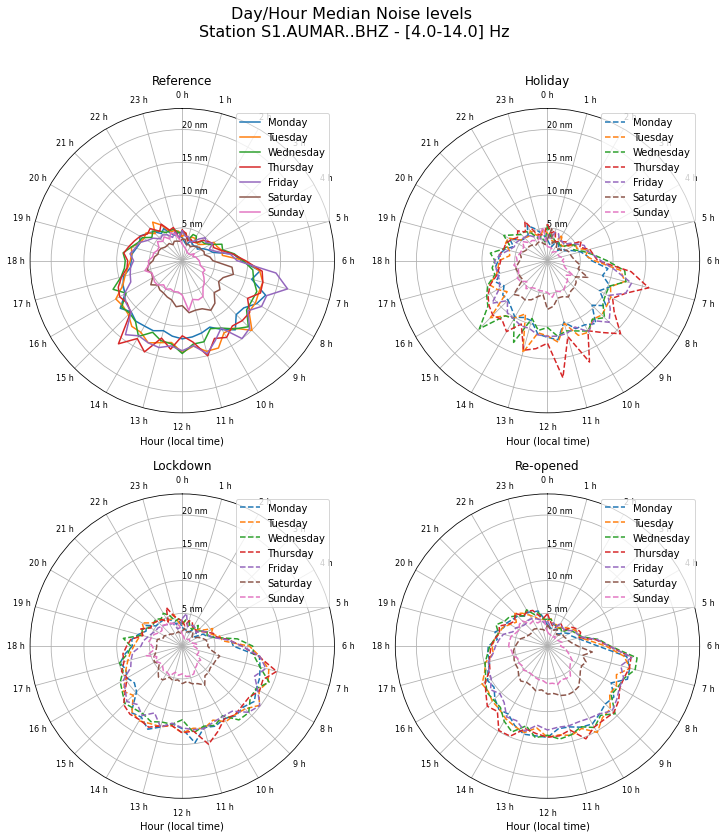 Day/Hour Median Noise levels
Station S1.AUMAR..BHZ - [4.0-14.0] Hz
Reference
0 h
1 h
5 h
6 h
7 h
8 h
9 h
10 h
11 h
12 h
13 h
14 h
15 h
16 h
17 h
18 h
19 h
20 h
21 h
22 h
23 h
20 nm
15 nm
10 nm
5 nm
Monday
Tuesday
Wednesday
Thursday
Friday
Saturday
Sunday
Hour (local time)
Holiday
0 h
1 h
4 h
5 h
6 h
7 h
8 h
9 h
10 h
11 h
12 h
13 h
14 h
15 h
16 h
17 h
18 h
19 h
20 h
21 h
22 h
23 h
20 nm
15 nm
10 nm
5 nm
Monday
Tuesday
Wednesday
Thursday
Friday
Saturday
Sunday
Hour (local time)
Lockdown
0 h
1 h
5 h
6 h
7 h
8 h
9 h
10 h
11 h
12 h
13 h
14 h
15 h
16 h
17 h
18 h
19 h
20 h
21 h
22 h
23 h
20 nm
15 nm
10 nm
5 nm
Monday
Tuesday
Wednesday
Thursday
Friday
Saturday
Sunday
Hour (local time)
Re-opened
0 h
1 h
4 h
5 h
6 h
7 h
8 h
9 h
10 h
11 h
12 h
13 h
14 h
15 h
16 h
17 h
18 h
19 h
20 h
21 h
22 h
23 h
20 nm
15 nm
10 nm
5 nm
Monday
Tuesday
Wednesday
Thursday
Friday
Saturday
Sunday
Hour (local time)